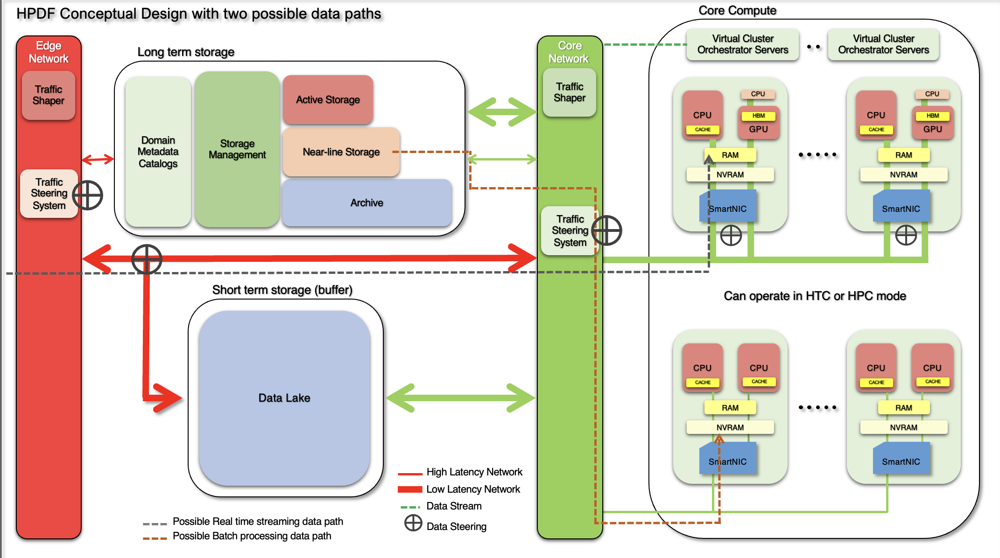 HPDF Conceptual Design with two possible data paths
Edge
Network
Traffic
Shaper
Traffic
Steering
System
Long term storage
Domain
Metadata
Catalogs
Storage
Management
Active Storage
Near-line Storage
Archive
Short term storage (buffer)
Data Lake
High Latency Network
Low Latency Network
Data Stream
Data Steering
Possible Real time streaming data path
Possible Batch processing data path
Core
Network
Traffic
Shaper
Traffic
Steering
System
Core Compute
Virtual Cluster
Orchestrator Servers
Virtual Cluster
Orchestrator Servers
CPU
CACHE
CPU
HBM
GPU
RAM
NVRAM
SmartNIC
CPU
CACHE
CPU
HBM
GPU
RAM
NVRAM
SmartNIC
Can operate in HTC or HPC mode
CPU
CACHE
CPU
CACHE
RAM
NVRAM
SmartNIC
CPU
CACHE
CPU
CACHE
RAM
NVRAM
SmartNIC